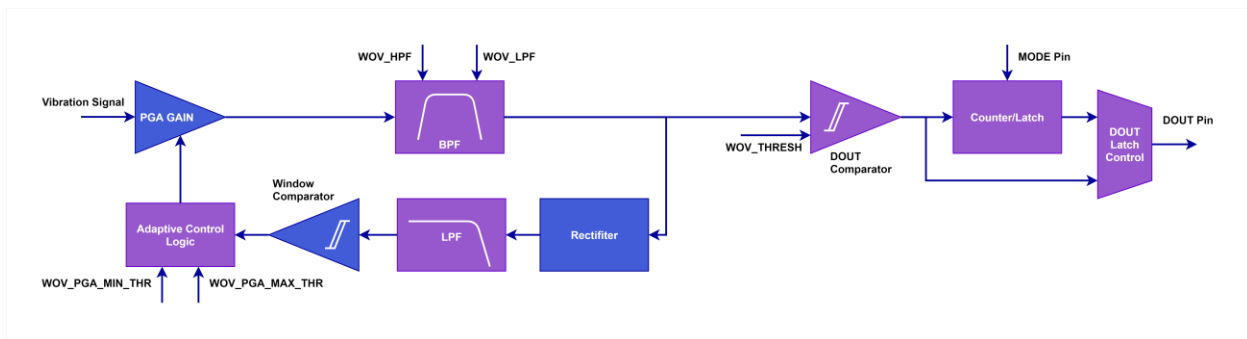 WOV_HPF
WOV_LPF
MODE Pin
Vibration Signal
PGA GAIN
BPF
WOV_THRESH
DOUT
Comparator
Counter/Latch
DOUT
Latch
Control
DOUT Pin
Window
Comparator
Adaptive Control
Logic
LPF
Rectifiter
WOV_PGA_MIN_THR
WOV_PGA_MAX_THR